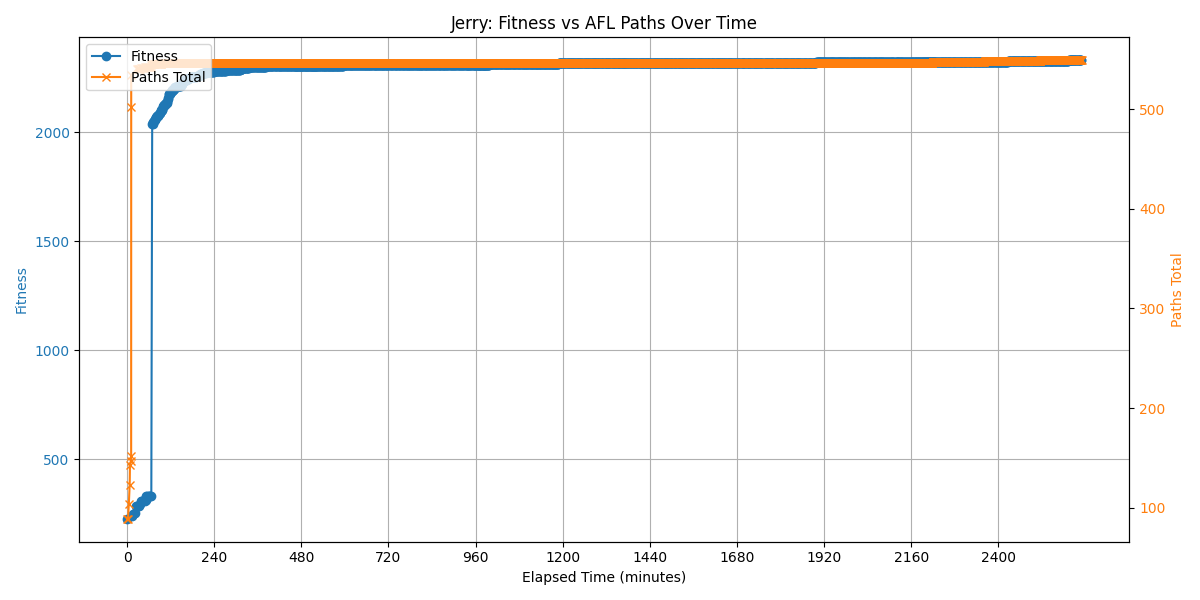 Jerry: Fitness vs AFL Paths Over Time
Fitness
Paths Total
2000
1500
1000
500
Fitness
500
400
300
200
100
Paths Total
0 240 480 720 960 1200 1440 1680 1920 2160 2400
Elapsed Time (minutes)